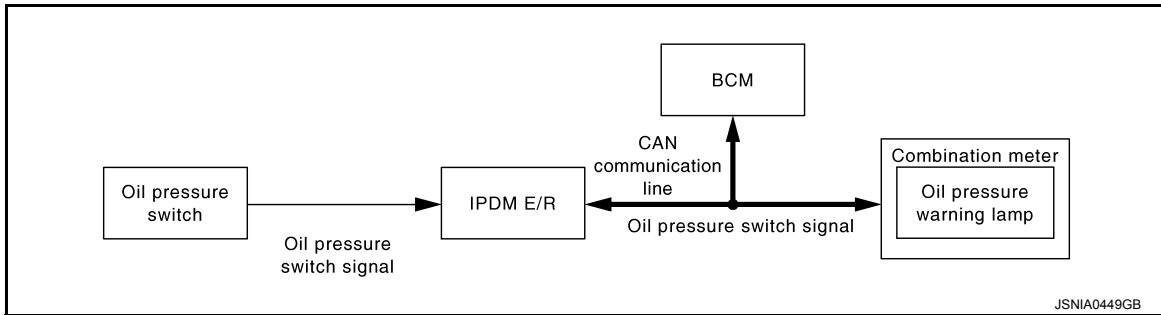 BCM
CAN
communication
line
Combination meter
Oil pressure
switch
IPDM E/R
Oil pressure
warning lamp
Oil pressure switch signal
Oil pressure
switch signal
JSNIA0449GB